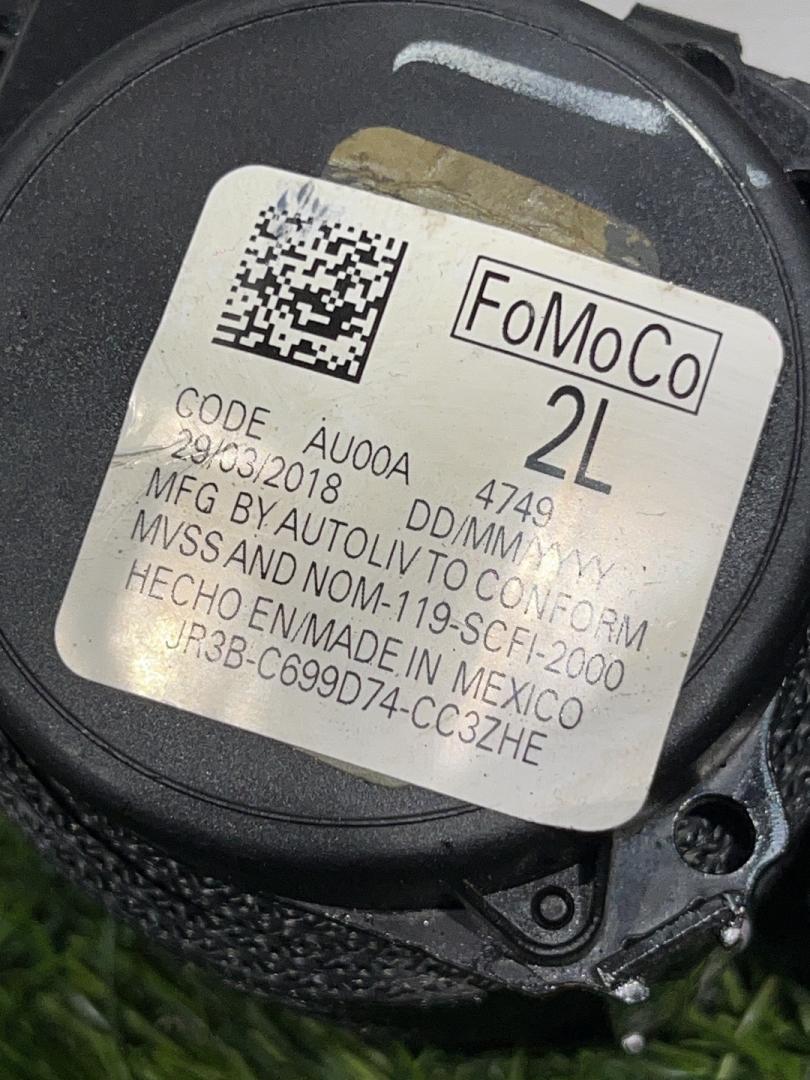 FoMoCo
2L
CODE AU00A 4749
29/03/2018 DD/MM/YYYY
MFG BY AUTOLIV TO CONFORM
MVSS AND NOM-119-SCFI-2000
HECHO EN/MADE IN MEXICO
JR3B-C699D74-CC3ZHE